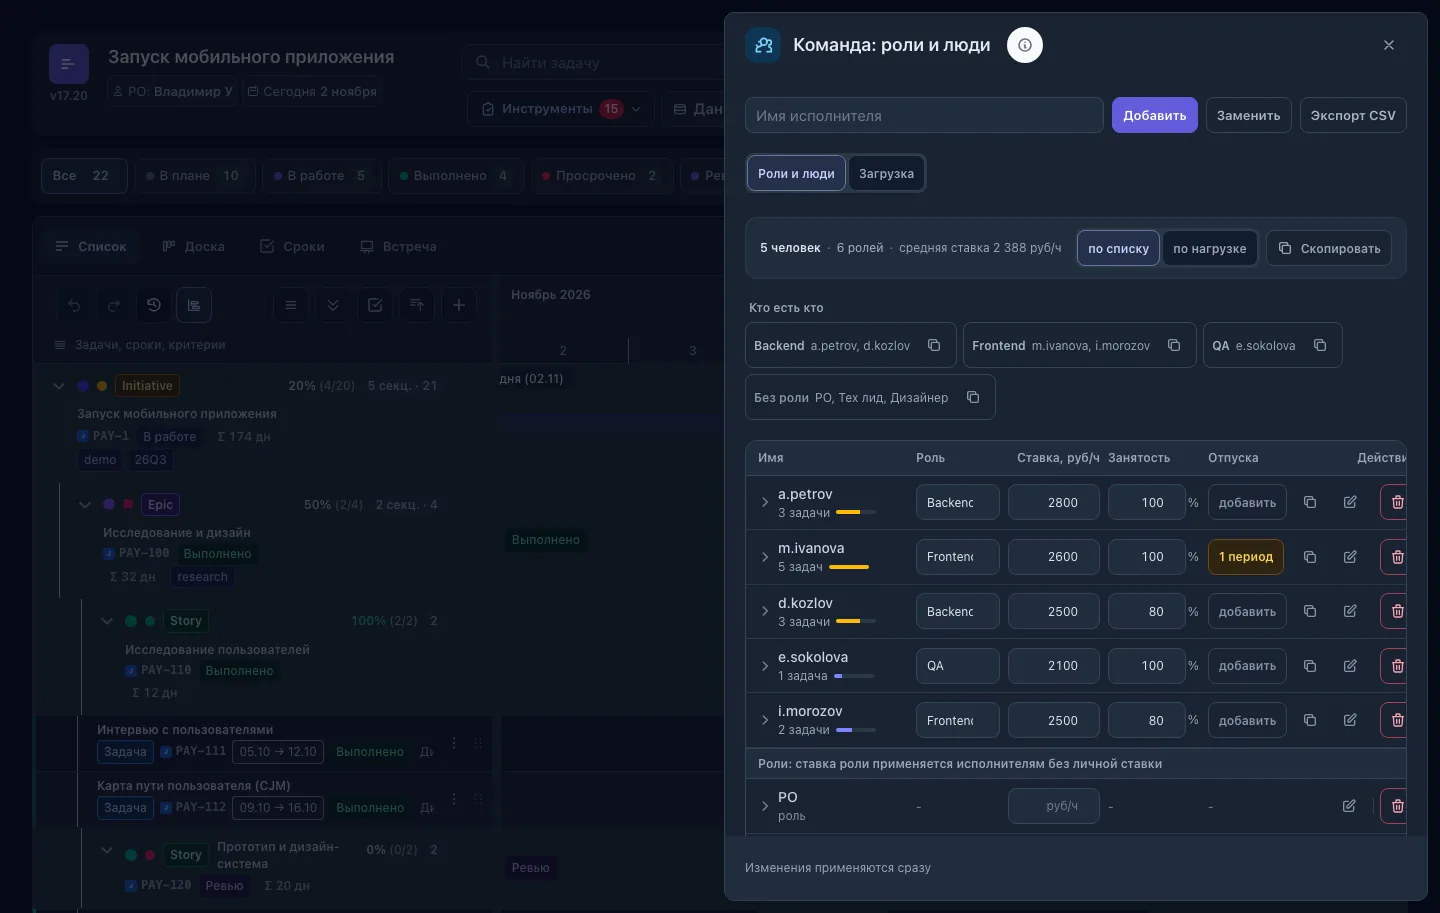 Запуск мобильного приложения
v17.20
PO: Владимир У
Сегодня 2 ноября
Найти задачу
Инструменты 15
Дан
Все 22
В плане 10
В работе 5
Выполнено 4
Просрочено 2
Рев
Список
Доска
Сроки
Встреча
Ноябрь 2026
Задачи, сроки, критерии
2
3
Initiative
20% (4/20) 5 секц. · 21
дня (02.11)
Запуск мобильного приложения
PAY-1 В работе Σ 174 дн
demo 26Q3
Epic
50% (2/4) 2 секц. · 4
Исследование и дизайн
PAY-100 Выполнено
Выполнено
Σ 32 дн research
Story
100% (2/2) 2
Исследование пользователей
PAY-110 Выполнено
Σ 12 дн
Интервью с пользователями
Задача PAY-111 05.10 → 12.10 Выполнено Ди
Карта пути пользователя (CJM)
Задача PAY-112 09.10 → 16.10 Выполнено Ди
Story Прототип и дизайн-система 0% (0/2) 2
PAY-120 Ревью Σ 20 дн
Ревью
Команда: роли и люди
Имя исполнителя
Добавить
Заменить
Экспорт CSV
Роли и люди
Загрузка
5 человек · 6 ролей · средняя ставка 2 388 руб/ч
по списку
по нагрузке
Скопировать
Кто есть кто
Backend a.petrov, d.kozlov
Frontend m.ivanova, i.morozov
QA e.sokolova
Без роли PO, Тех лид, Дизайнер
Имя Роль Ставка, руб/ч Занятость Отпуска Действи
a.petrov
3 задачи
Backend 2800 100 % добавить
m.ivanova
5 задач
Frontend 2600 100 % 1 период
d.kozlov
3 задачи
Backend 2500 80 % добавить
e.sokolova
1 задача
QA 2100 100 % добавить
i.morozov
2 задачи
Frontend 2500 80 % добавить
Роли: ставка роли применяется исполнителям без личной ставки
PO
роль
- руб/ч - -
Изменения применяются сразу